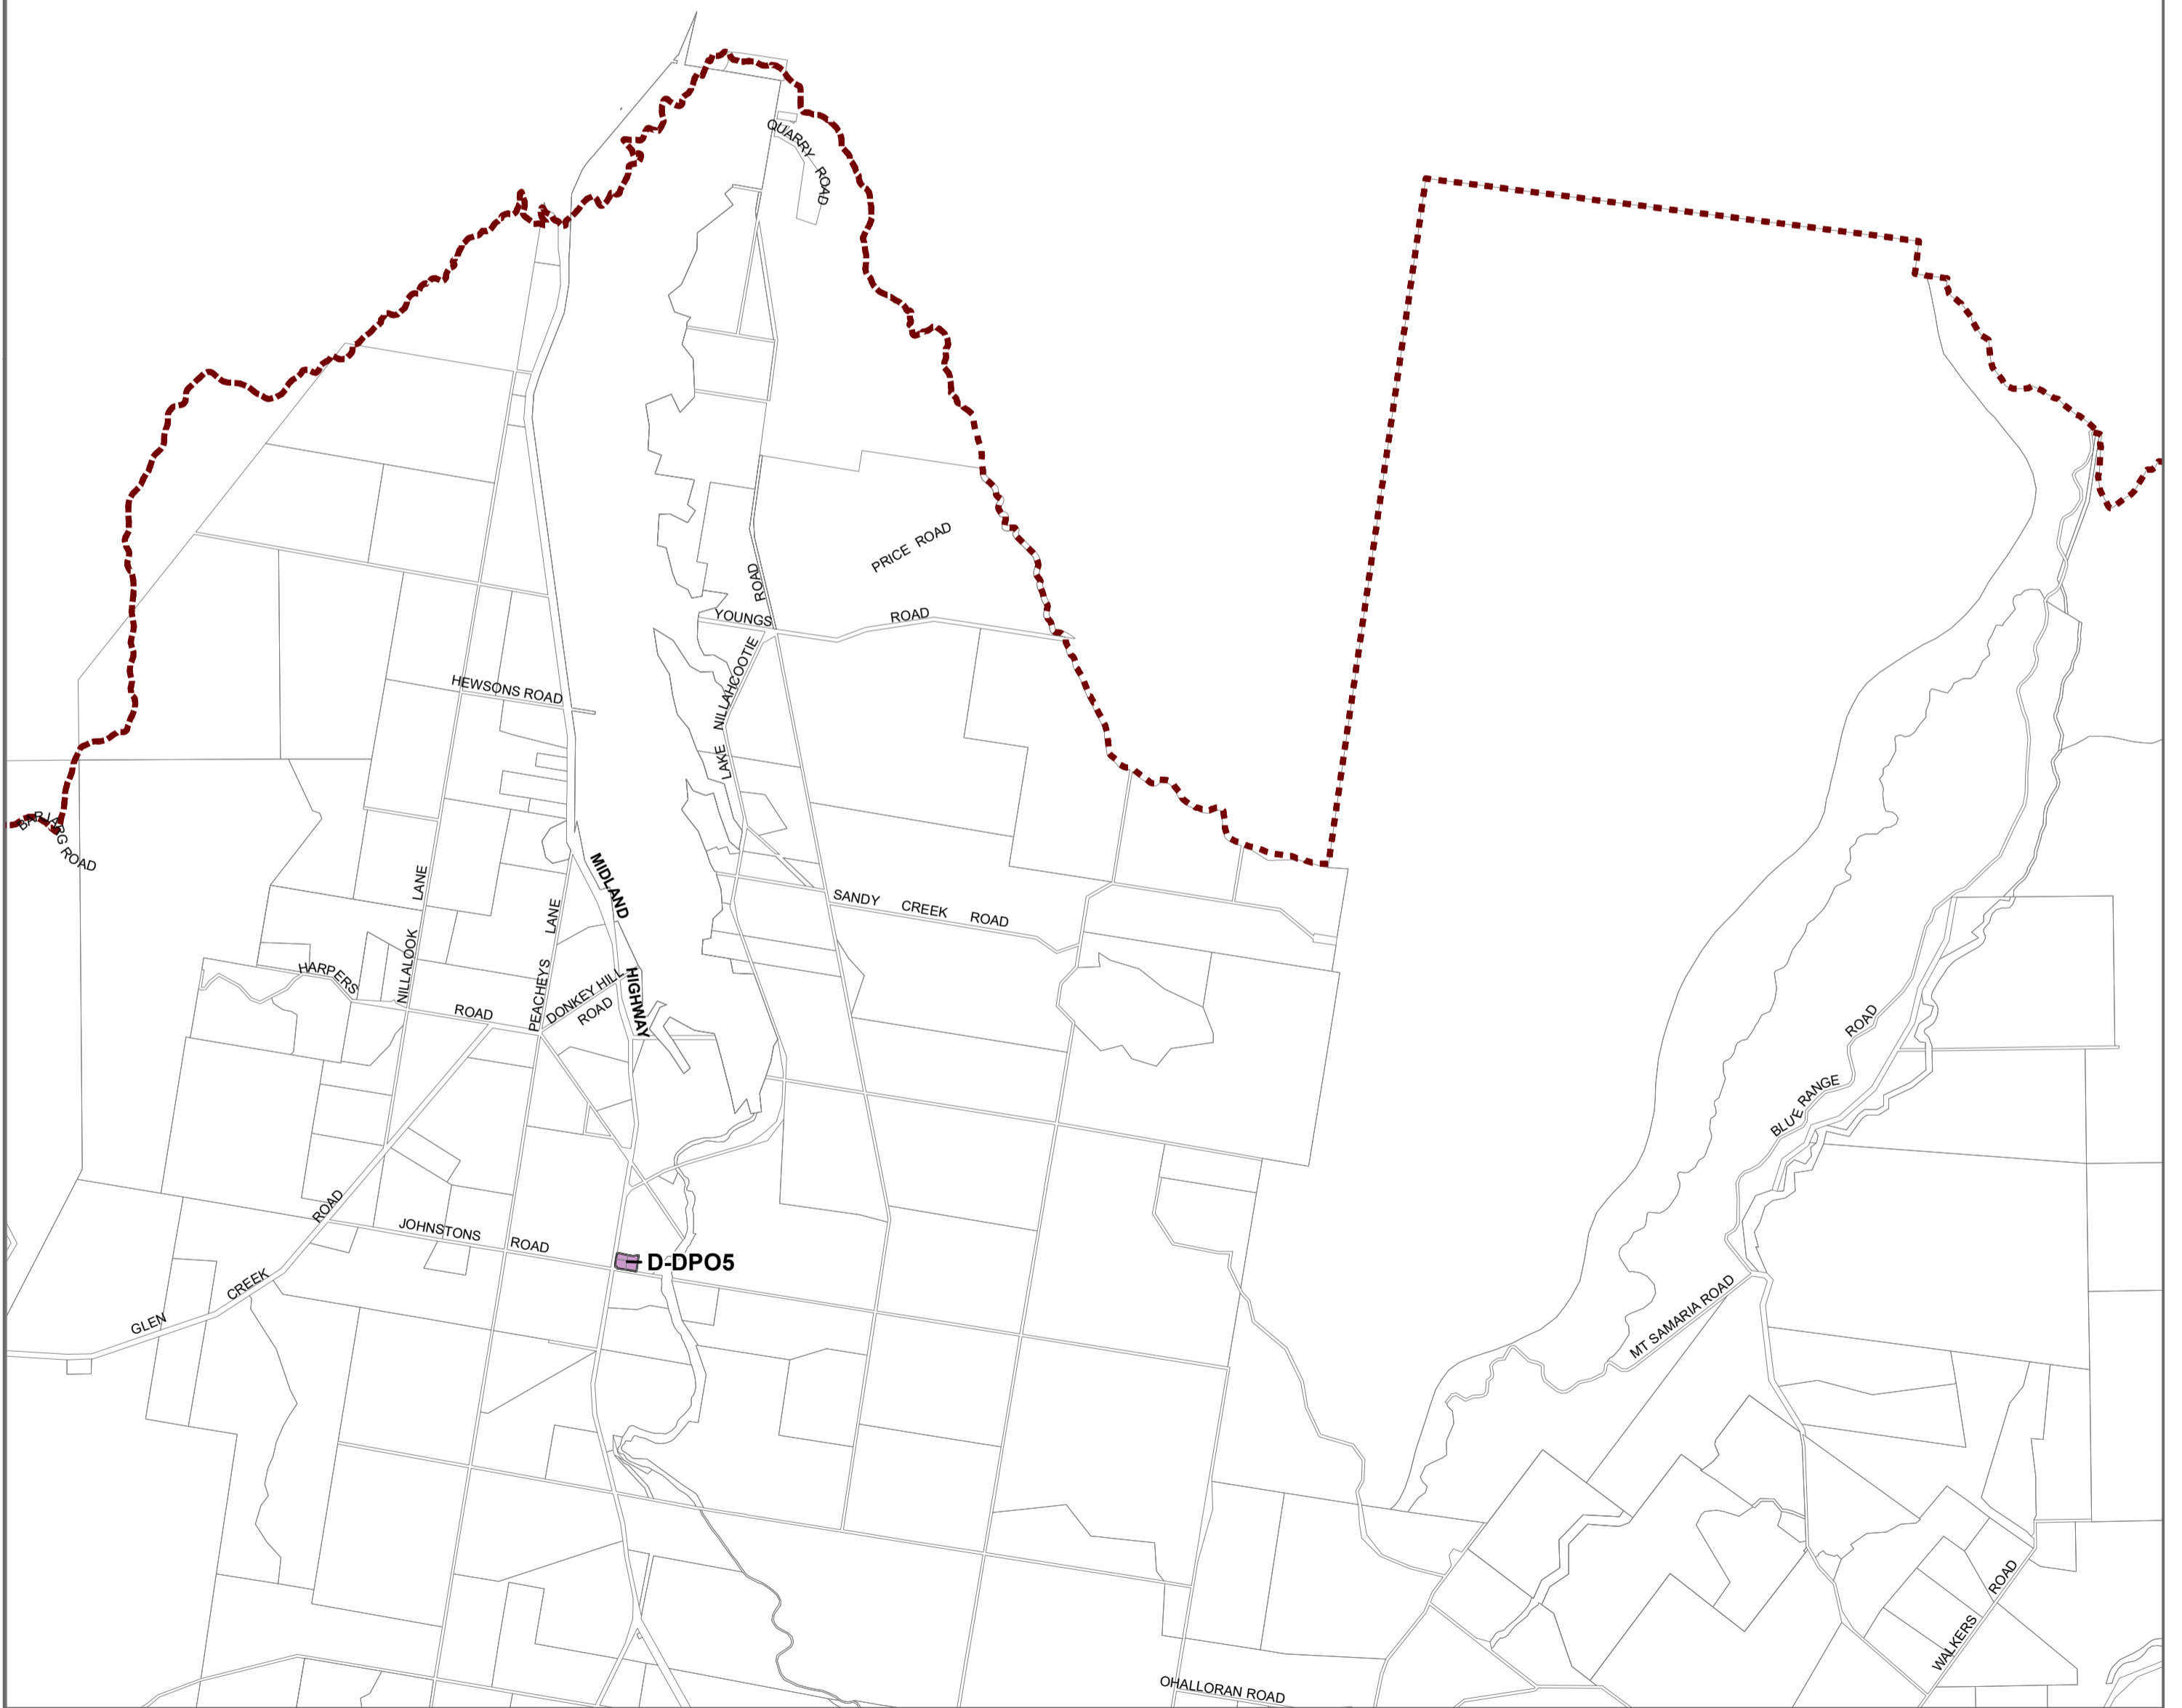 QUARRY ROAD
PRICE ROAD
YOUNGS ROAD
HEWSONS ROAD
LAKE NILLAHCOOTIE ROAD
BARJARG ROAD
MIDLAND HIGHWAY
SANDY CREEK ROAD
NILLALOOK LANE
PEACHEYS LANE
HARPERS ROAD
DONKEY HILL
ROAD
BLUE RANGE ROAD
JOHNSTONS ROAD
D-DPO5
GLEN CREEK ROAD
MT SAMARIA ROAD
WALKERS ROAD
OHALLORAN ROAD